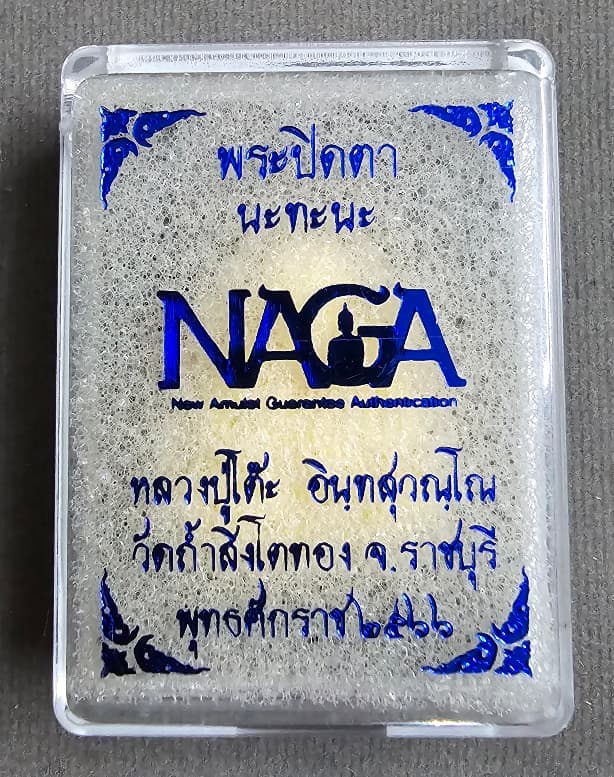 พระปิดตา
นะทะนะ
NAGA
New Amulet Guarantee Authentication
หลวงปู่โต๊ะ อินฺทสุวณฺโณ
วัดถ้ำสิงโตทอง จ.ราชบุรี
พุทธศักราช ๒๕๖๖